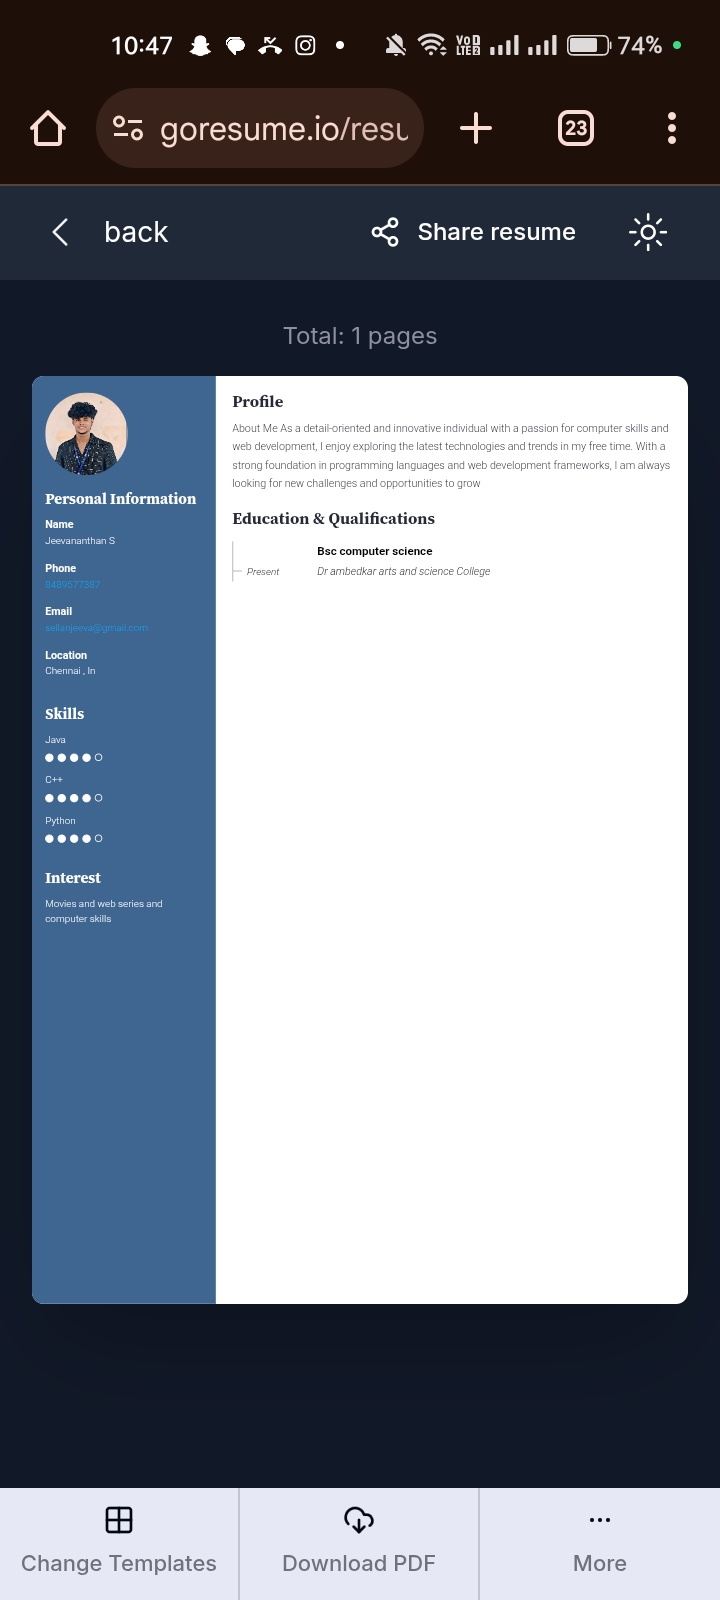 10:47
Vo
LTE2
74%
goresume.io/resu
23
back
Share resume
Total: 1 pages
Personal Information
Name
Jeevananthan S
Phone
8489577387
Email
sellanjeeva@gmail.com
Location
Chennai , In
Skills
Java
C++
Python
Interest
Movies and web series and
computer skills
Profile
About Me As a detail-oriented and innovative individual with a passion for computer skills and
web development, I enjoy exploring the latest technologies and trends in my free time. With a
strong foundation in programming languages and web development frameworks, I am always
looking for new challenges and opportunities to grow
Education & Qualifications
Bsc computer science
Present
Dr ambedkar arts and science College
Change Templates
Download PDF
More